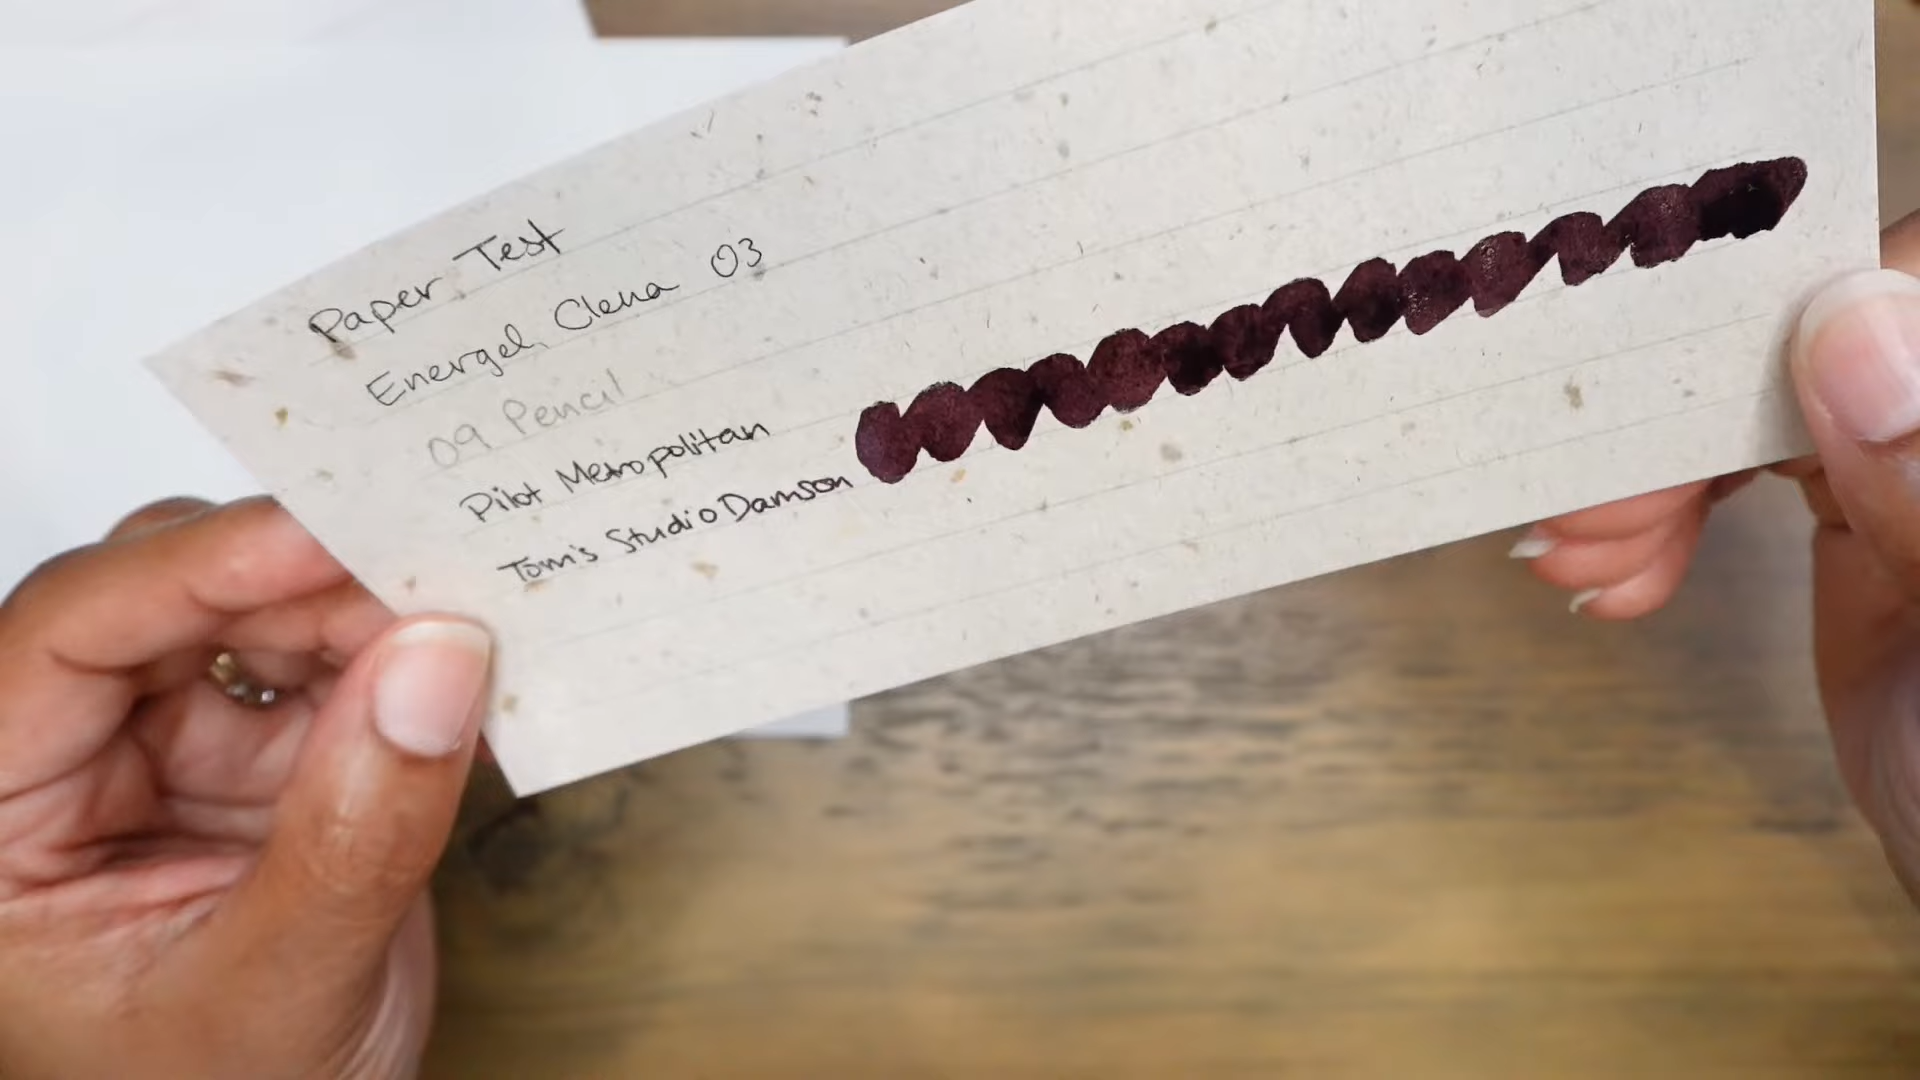 Paper Test
Energel, Clena 03
09 Pencil
Pilot Metropolitan
Tom's Studio Damson